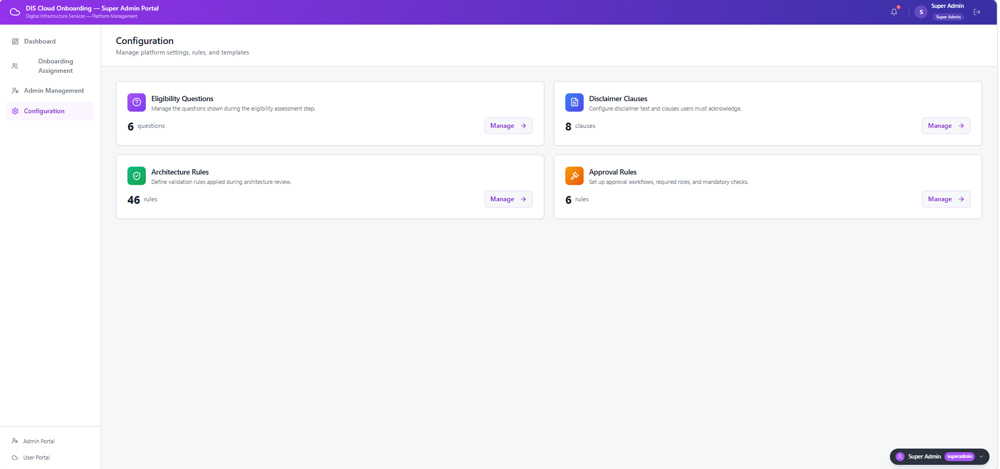 DIS Cloud Onboarding — Super Admin Portal
Digital Infrastructure Services — Platform Management
S
Super Admin
Super Admin
Dashboard
Onboarding
Assignment
Admin Management
Configuration
Configuration
Manage platform settings, rules, and templates
Eligibility Questions
Manage the questions shown during the eligibility assessment step.
6 questions
Manage
Disclaimer Clauses
Configure disclaimer text and clauses users must acknowledge.
8 clauses
Manage
Architecture Rules
Define validation rules applied during architecture review.
46 rules
Manage
Approval Rules
Set up approval workflows, required roles, and mandatory checks.
6 rules
Manage
Admin Portal
User Portal
Super Admin superadmin